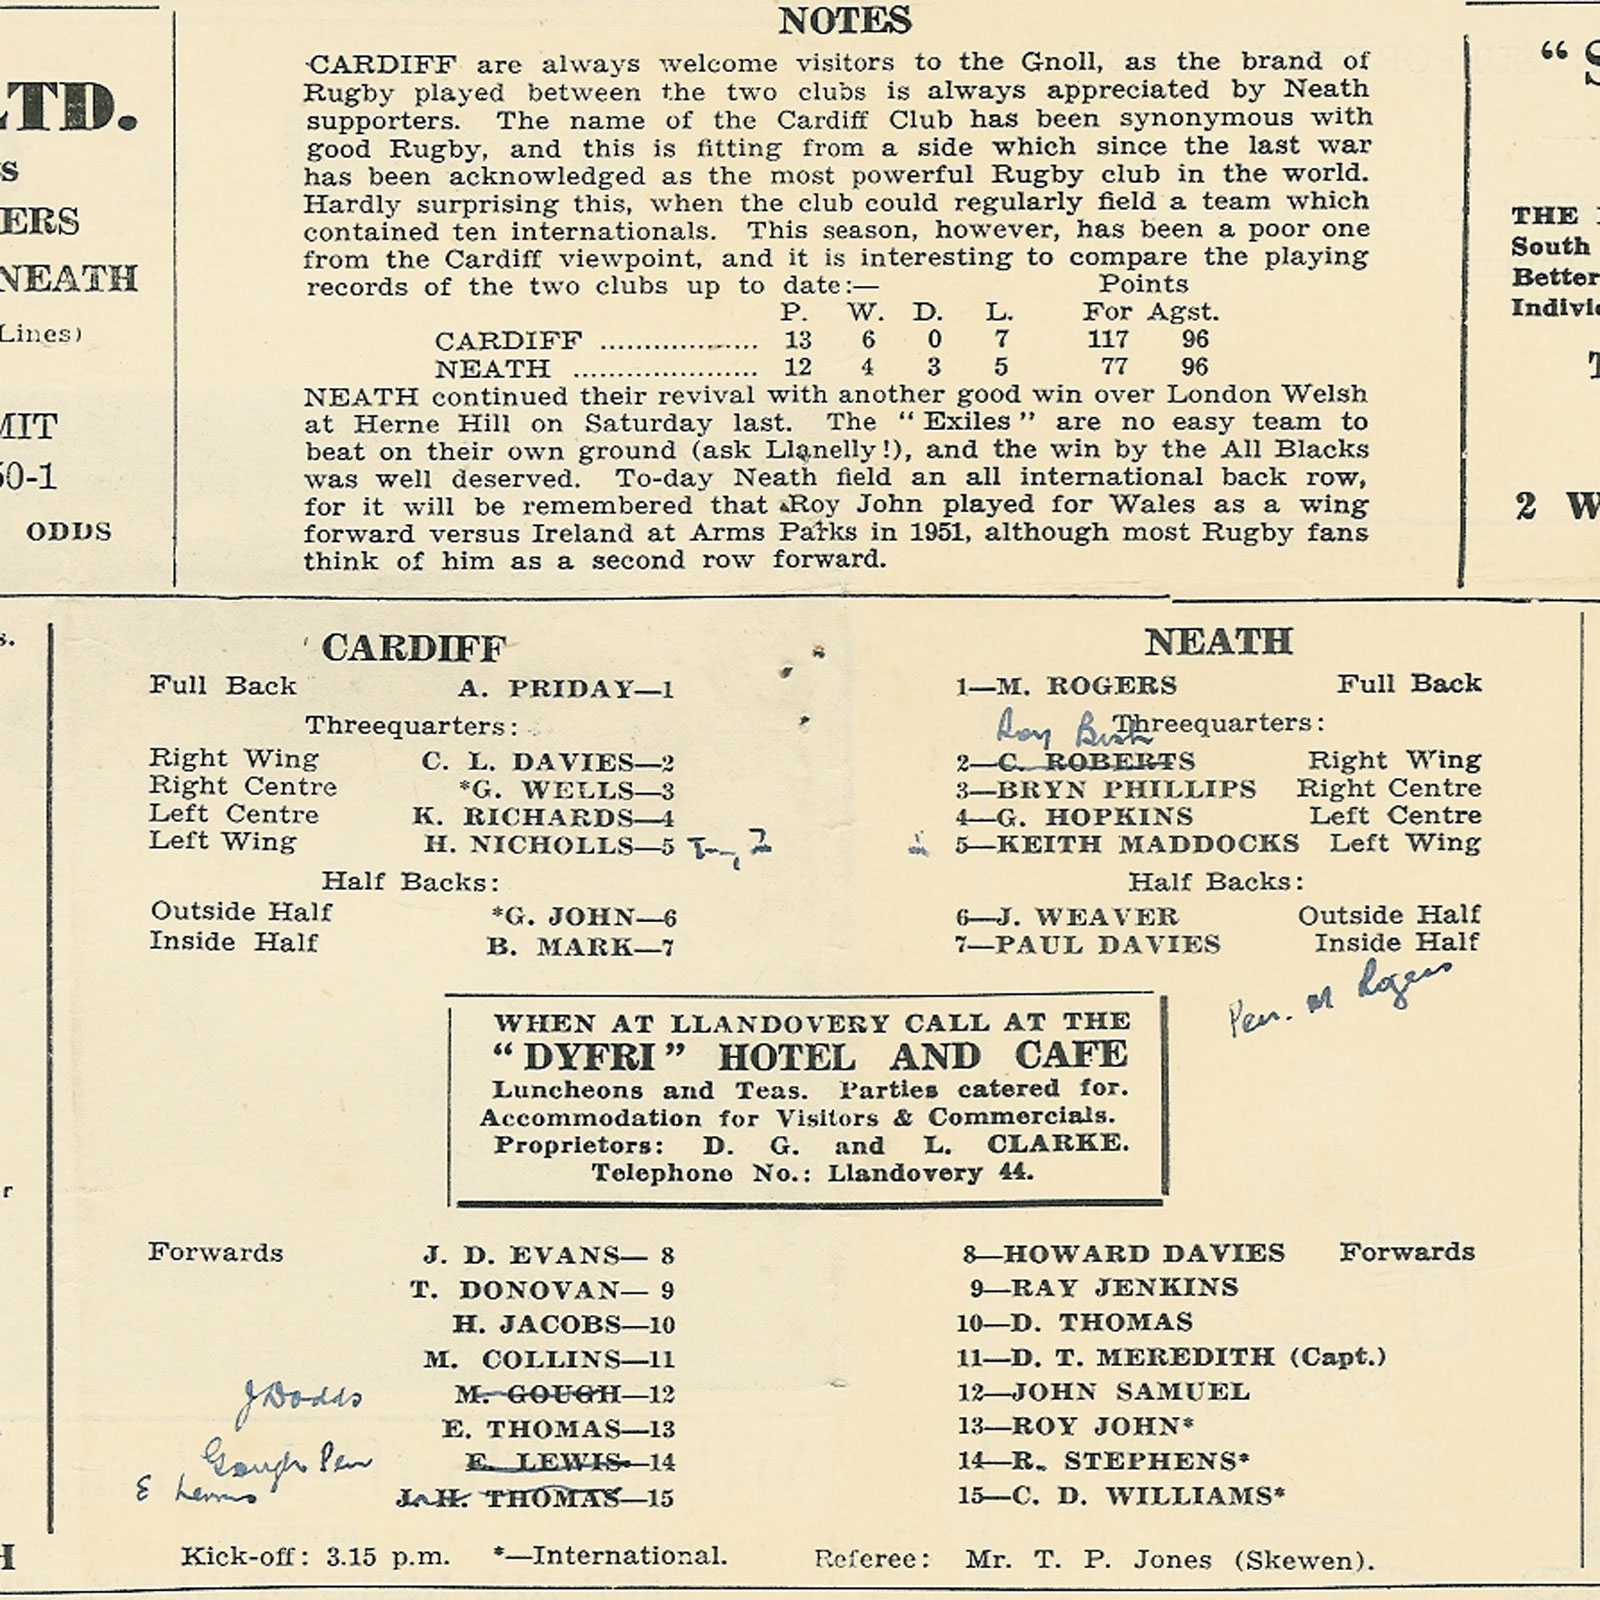 LTD.
ERS
NEATH
Lines)
MIT
50-1
ODDS
NOTES
CARDIFF are always welcome visitors to the Gnoll, as the brand of
Rugby played between the two clubs is always appreciated by Neath
supporters. The name of the Cardiff Club has been synonymous with
good Rugby, and this is fitting from a side which since the last war
has been acknowledged as the most powerful Rugby club in the world.
Hardly surprising this, when the club could regularly field a team which
contained ten internationals. This season, however, has been a poor one
from the Cardiff viewpoint, and it is interesting to compare the playing
records of the two clubs up to date:— Points
P. W. D. L. For Agst.
CARDIFF .................. 13 6 0 7 117 96
NEATH ..................... 12 4 3 5 77 96
NEATH continued their revival with another good win over London Welsh
at Herne Hill on Saturday last. The “Exiles” are no easy team to
beat on their own ground (ask Llanelly!), and the win by the All Blacks
was well deserved. To-day Neath field an all international back row,
for it will be remembered that Roy John played for Wales as a wing
forward versus Ireland at Arms Parks in 1951, although most Rugby fans
think of him as a second row forward.
THE
South
Better
2 W
CARDIFF
Full Back A. PRIDAY—1
Threequarters:
Right Wing C. L. DAVIES—2
Right Centre *G. WELLS—3
Left Centre K. RICHARDS—4
Left Wing H. NICHOLLS—5
Half Backs:
Outside Half *G. JOHN—6
Inside Half B. MARK—7
NEATH
1—M. ROGERS Full Back
Threequarters:
Roy Bish
2—C. ROBERTS Right Wing
3—BRYN PHILLIPS Right Centre
4—G. HOPKINS Left Centre
5—KEITH MADDOCKS Left Wing
Half Backs:
6—J. WEAVER Outside Half
7—PAUL DAVIES Inside Half
Pen. M Rogers
WHEN AT LLANDOVERY CALL AT THE
“DYFRI” HOTEL AND CAFE
Luncheons and Teas. Parties catered for.
Accommodation for Visitors & Commercials.
Proprietors: D. G. and L. CLARKE.
Telephone No.: Llandovery 44.
Forwards J. D. EVANS— 8
T. DONOVAN— 9
H. JACOBS—10
M. COLLINS—11
J Dodds M. GOUGH—12
E. THOMAS—13
Gough Pen E. LEWIS—14
E Lewis J. H. THOMAS—15
8—HOWARD DAVIES Forwards
9—RAY JENKINS
10—D. THOMAS
11—D. T. MEREDITH (Capt.)
12—JOHN SAMUEL
13—ROY JOHN*
14—R. STEPHENS*
15—C. D. WILLIAMS*
Kick-off: 3.15 p.m. *—International. Referee: Mr. T. P. Jones (Skewen).